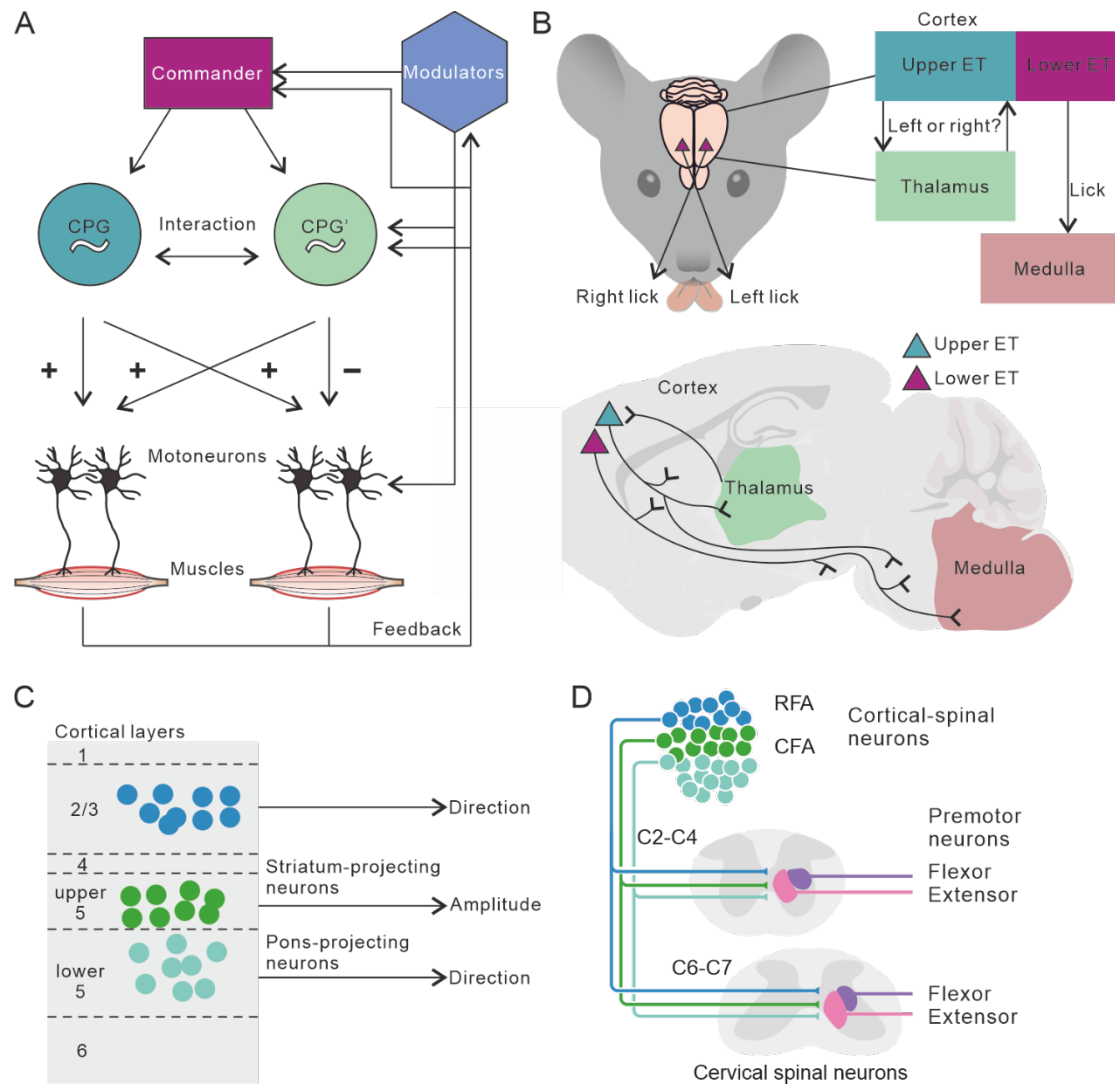 A
Commander
Modulators
CPG
Interaction
CPG'
+
+
+
−
Motoneurons
Muscles
Feedback
B
Cortex
Upper ET
Lower ET
Left or right?
Thalamus
Lick
Medulla
Right lick
Left lick
Upper ET
Lower ET
Cortex
Thalamus
Medulla
C
Cortical layers
1
2/3
Direction
4
Striatum-projecting
neurons
upper
5
Amplitude
Pons-projecting
neurons
lower
5
Direction
6
D
RFA
CFA
Cortical-spinal
neurons
C2-C4
Premotor
neurons
Flexor
Extensor
C6-C7
Flexor
Extensor
Cervical spinal neurons